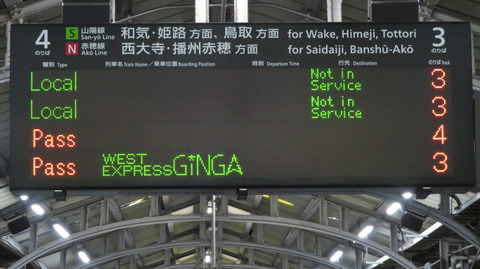 4 のりば S 山陽線 San-yō Line 和気・姫路方面、鳥取方面 for Wake, Himeji, Tottori 3 のりば
N 赤穂線 Akō Line 西大寺・播州赤穂方面 for Saidaiji, Banshū-Akō
種別 Type 列車名 Train Name / 乗車位置 Boarding Position 時刻 Departure Time 行先 Destination のりば Track
Local Not in Service 3
Local Not in Service 3
Pass 4
Pass WEST EXPRESS GiNGA 3